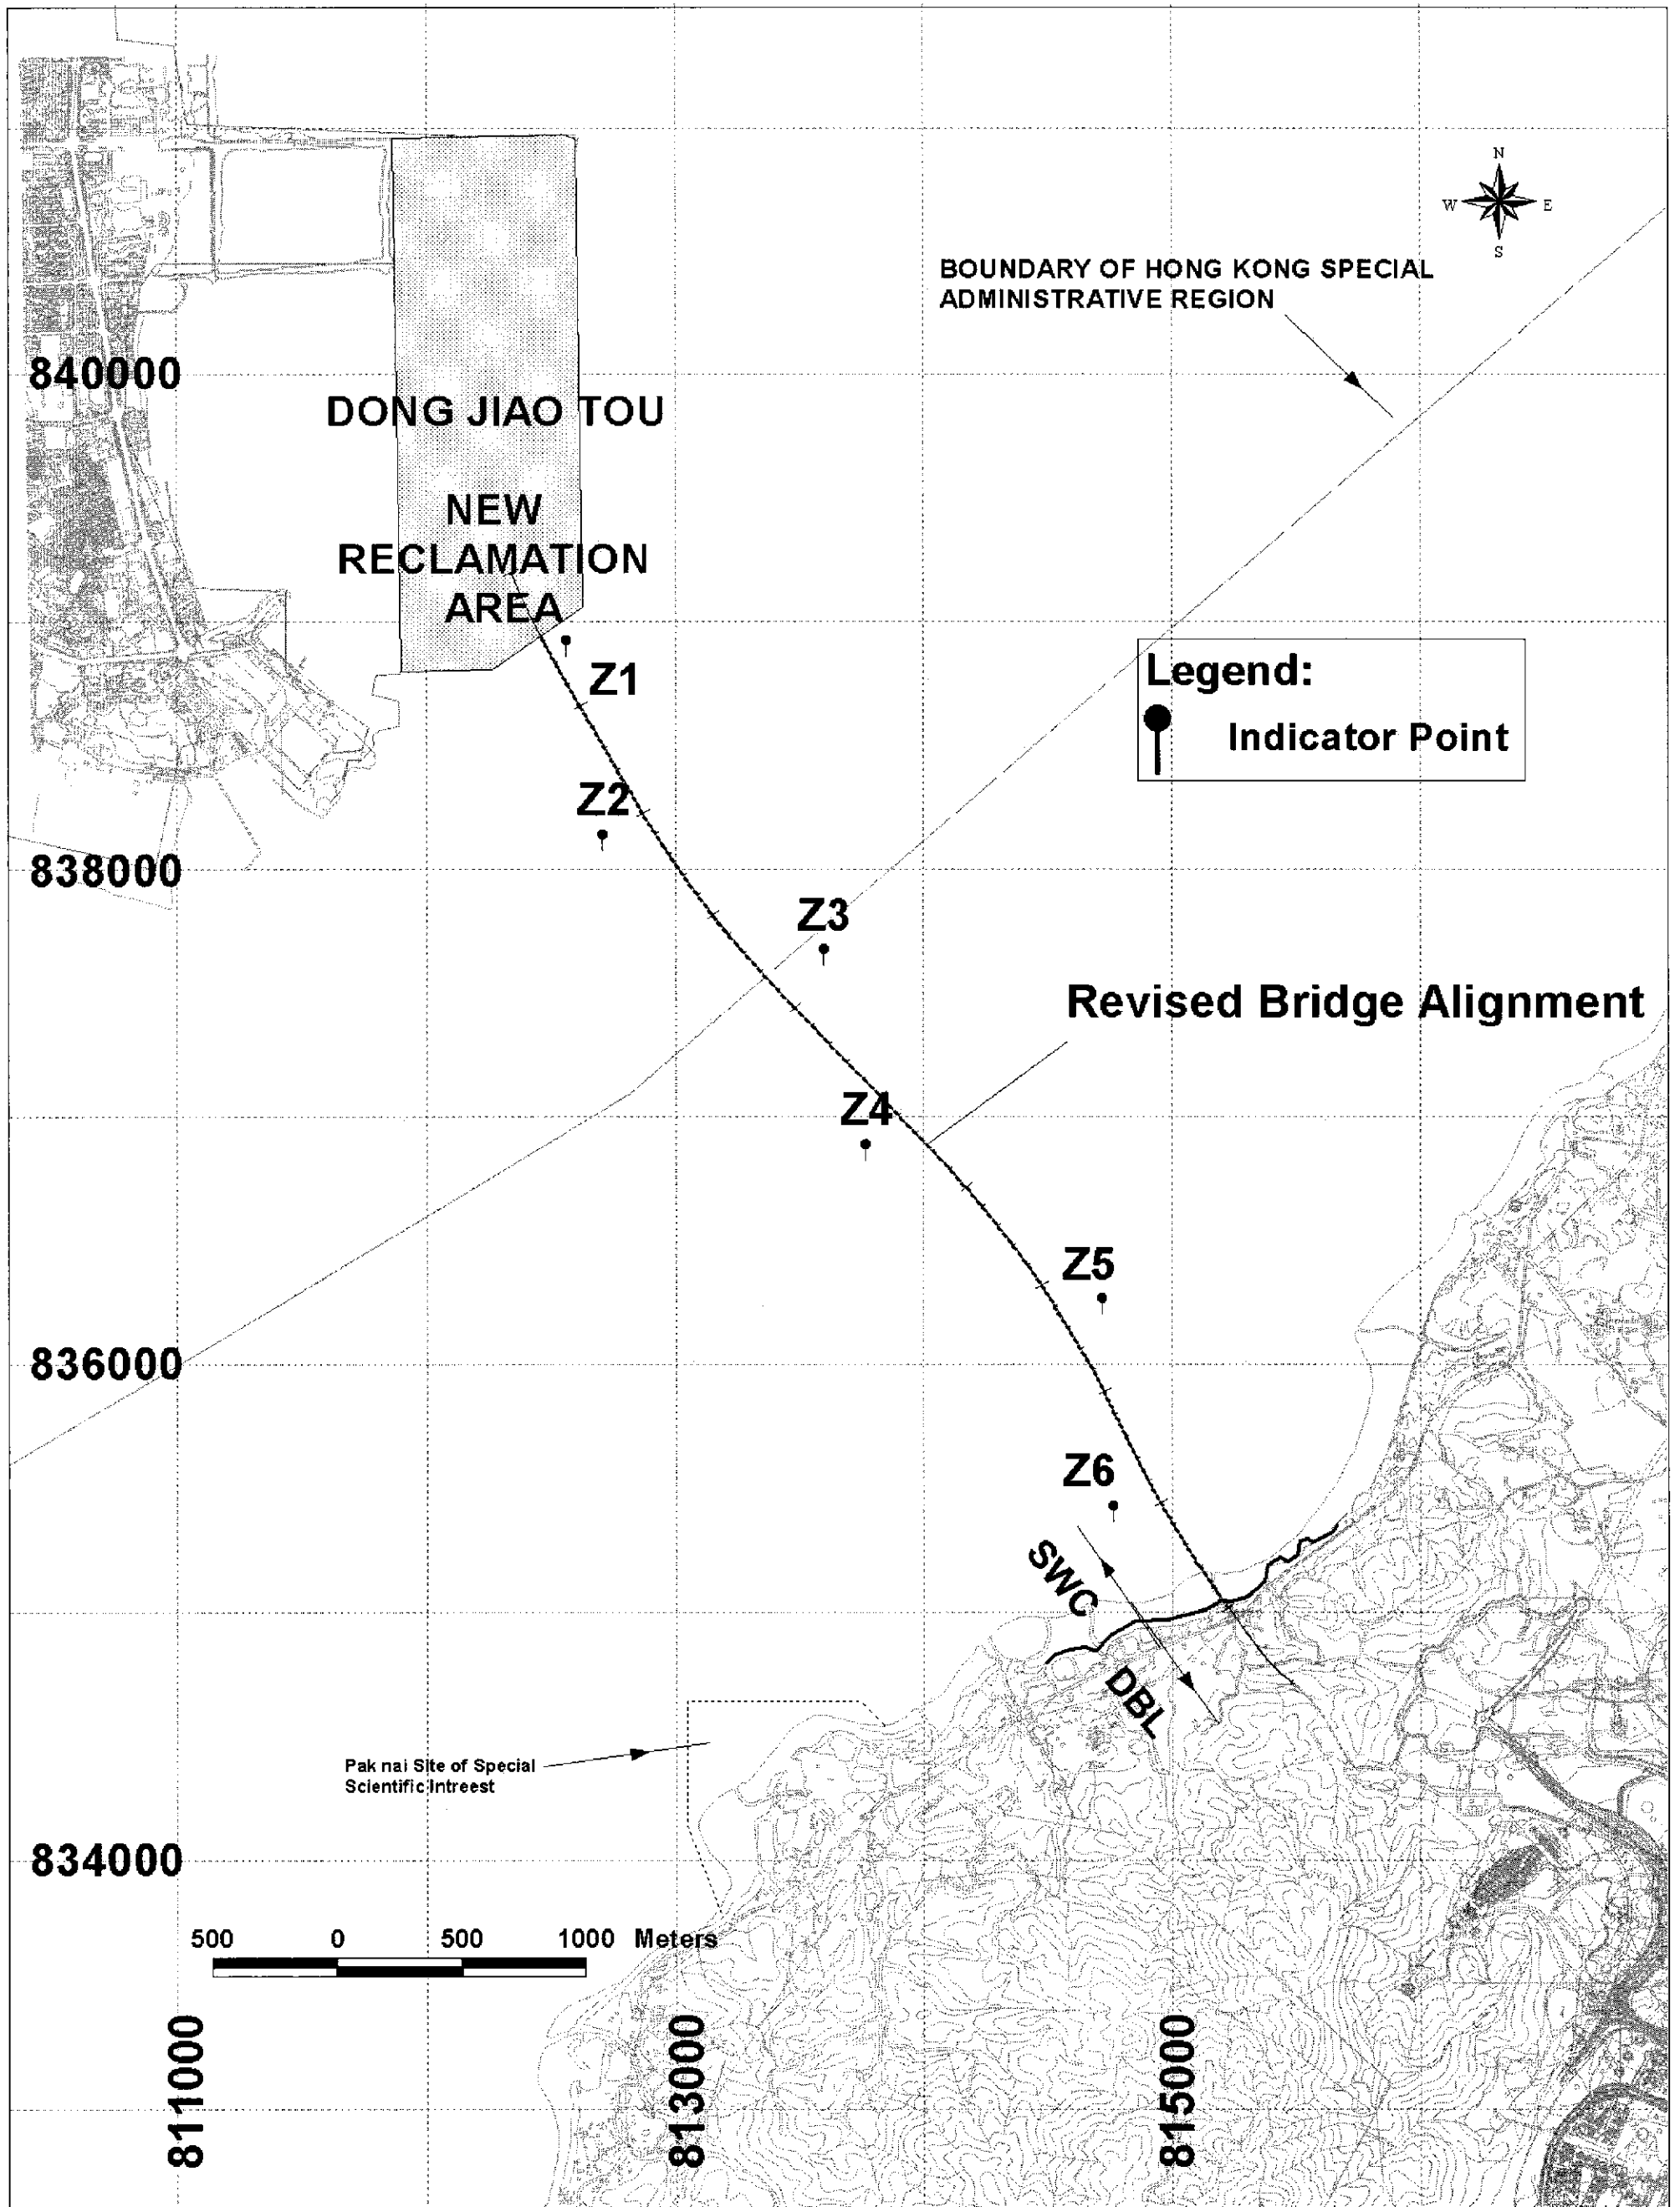 N
W
E
S
BOUNDARY OF HONG KONG SPECIAL
ADMINISTRATIVE REGION
840000
DONG JIAO TOU
NEW
RECLAMATION
AREA
Legend:
Indicator Point
Z1
Z2
838000
Z3
Revised Bridge Alignment
Z4
Z5
836000
Z6
SWC
DBL
Pak nai Site of Special
Scientific Intreest
834000
500 0 500 1000 Meters
811000
813000
815000